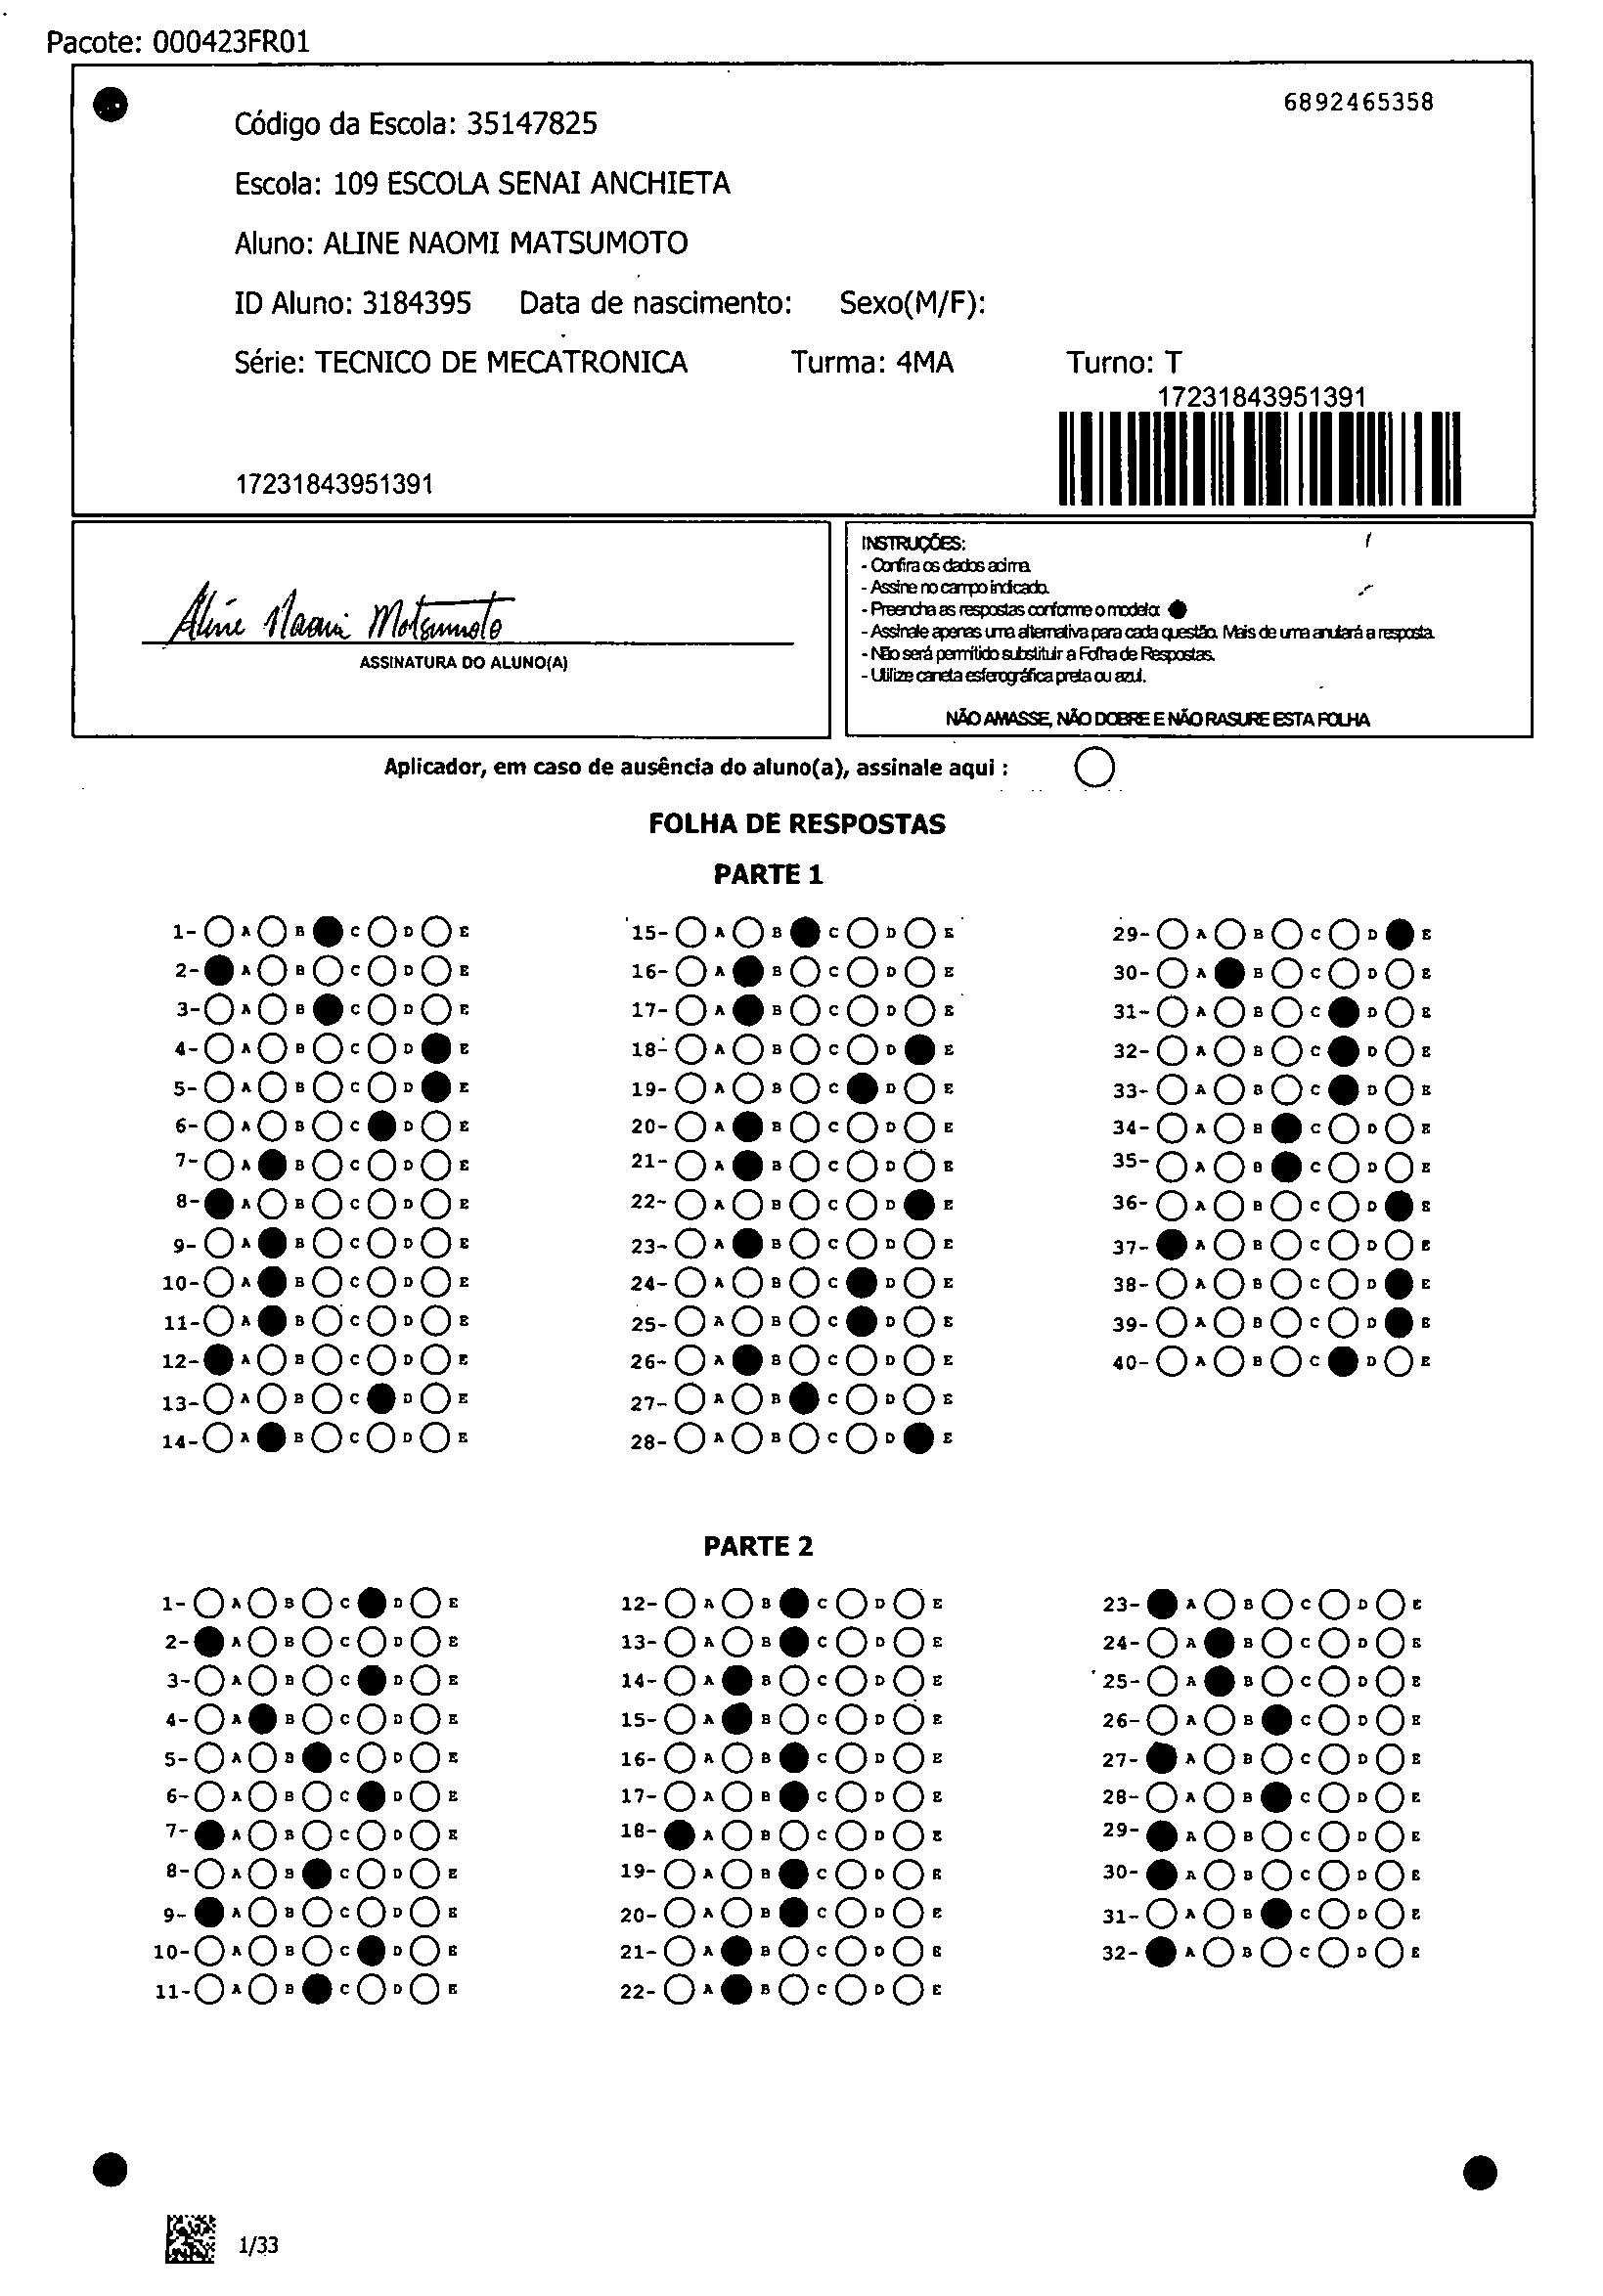 Pacote: 000423FR01
6892465358
Código da Escola: 35147825
Escola: 109 ESCOLA SENAI ANCHIETA
Aluno: ALINE NAOMI MATSUMOTO
ID Aluno: 3184395 Data de nascimento: Sexo(M/F):
Série: TECNICO DE MECATRONICA Turma: 4MA Turno: T
17231843951391
17231843951391
Aline Naomi Matsumoto
ASSINATURA DO ALUNO(A)
INSTRUÇÕES:
- Confira os dados acima.
- Assine no campo indicado.
- Preencha as respostas conforme o modelo:
- Assinale apenas uma alternativa para cada questão. Mais de uma anulará a resposta.
- Não será permitido substituir a Folha de Respostas.
- Utilize caneta esferográfica preta ou azul.
NÃO AMASSE, NÃO DOBRE E NÃO RASURE ESTA FOLHA
Aplicador, em caso de ausência do aluno(a), assinale aqui :
FOLHA DE RESPOSTAS
PARTE 1
1- A B C D E
2- A B C D E
3- A B C D E
4- A B C D E
5- A B C D E
6- A B C D E
7- A B C D E
8- A B C D E
9- A B C D E
10- A B C D E
11- A B C D E
12- A B C D E
13- A B C D E
14- A B C D E
15- A B C D E
16- A B C D E
17- A B C D E
18- A B C D E
19- A B C D E
20- A B C D E
21- A B C D E
22- A B C D E
23- A B C D E
24- A B C D E
25- A B C D E
26- A B C D E
27- A B C D E
28- A B C D E
29- A B C D E
30- A B C D E
31- A B C D E
32- A B C D E
33- A B C D E
34- A B C D E
35- A B C D E
36- A B C D E
37- A B C D E
38- A B C D E
39- A B C D E
40- A B C D E
PARTE 2
1- A B C D E
2- A B C D E
3- A B C D E
4- A B C D E
5- A B C D E
6- A B C D E
7- A B C D E
8- A B C D E
9- A B C D E
10- A B C D E
11- A B C D E
12- A B C D E
13- A B C D E
14- A B C D E
15- A B C D E
16- A B C D E
17- A B C D E
18- A B C D E
19- A B C D E
20- A B C D E
21- A B C D E
22- A B C D E
23- A B C D E
24- A B C D E
25- A B C D E
26- A B C D E
27- A B C D E
28- A B C D E
29- A B C D E
30- A B C D E
31- A B C D E
32- A B C D E
1/33